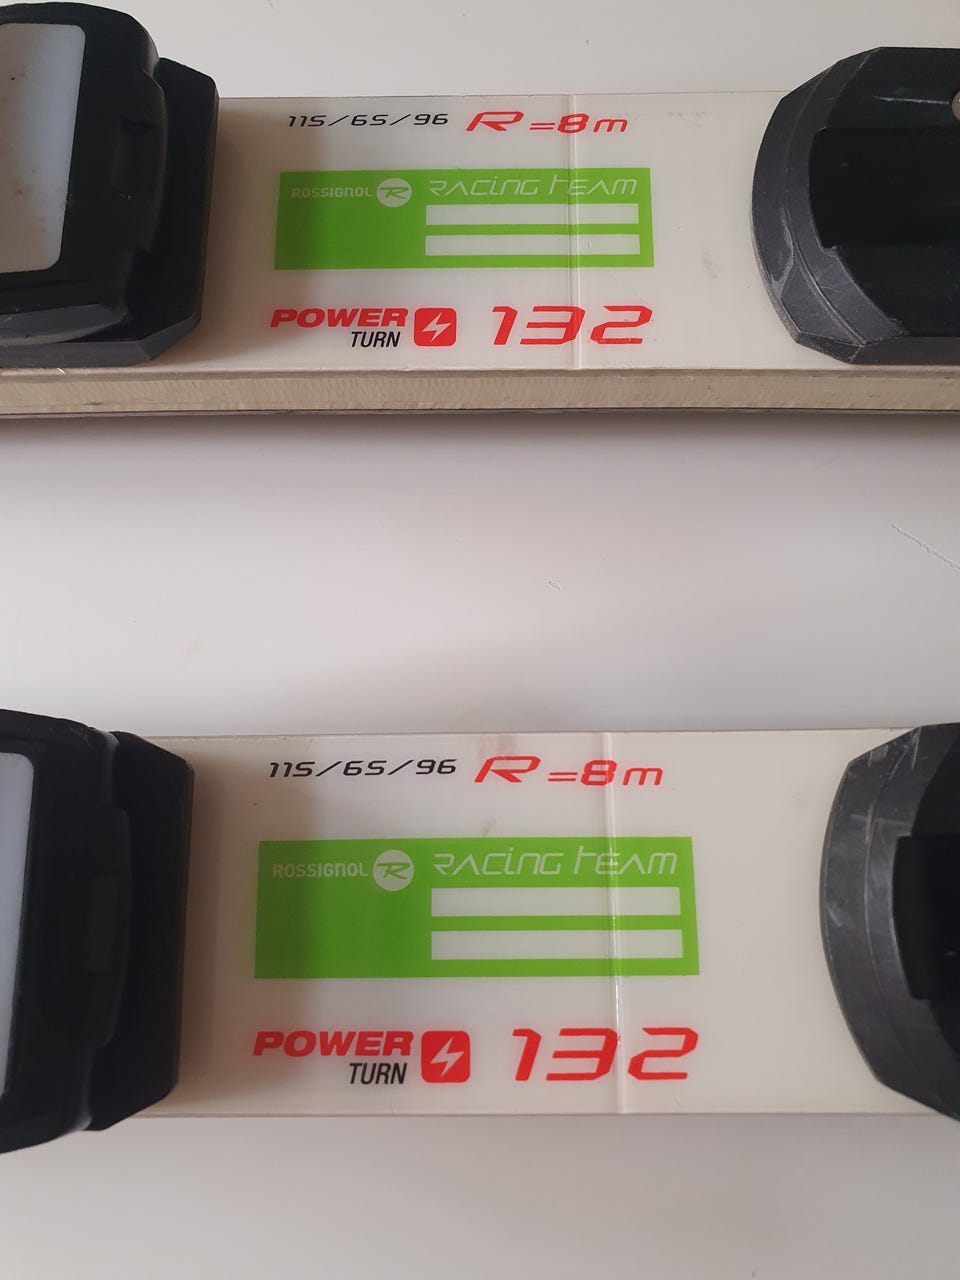 115/65/96 R=8m
ROSSIGNOL R RACING TEAM
POWER TURN 132
115/65/96 R=8m
ROSSIGNOL R RACING TEAM
POWER TURN 132